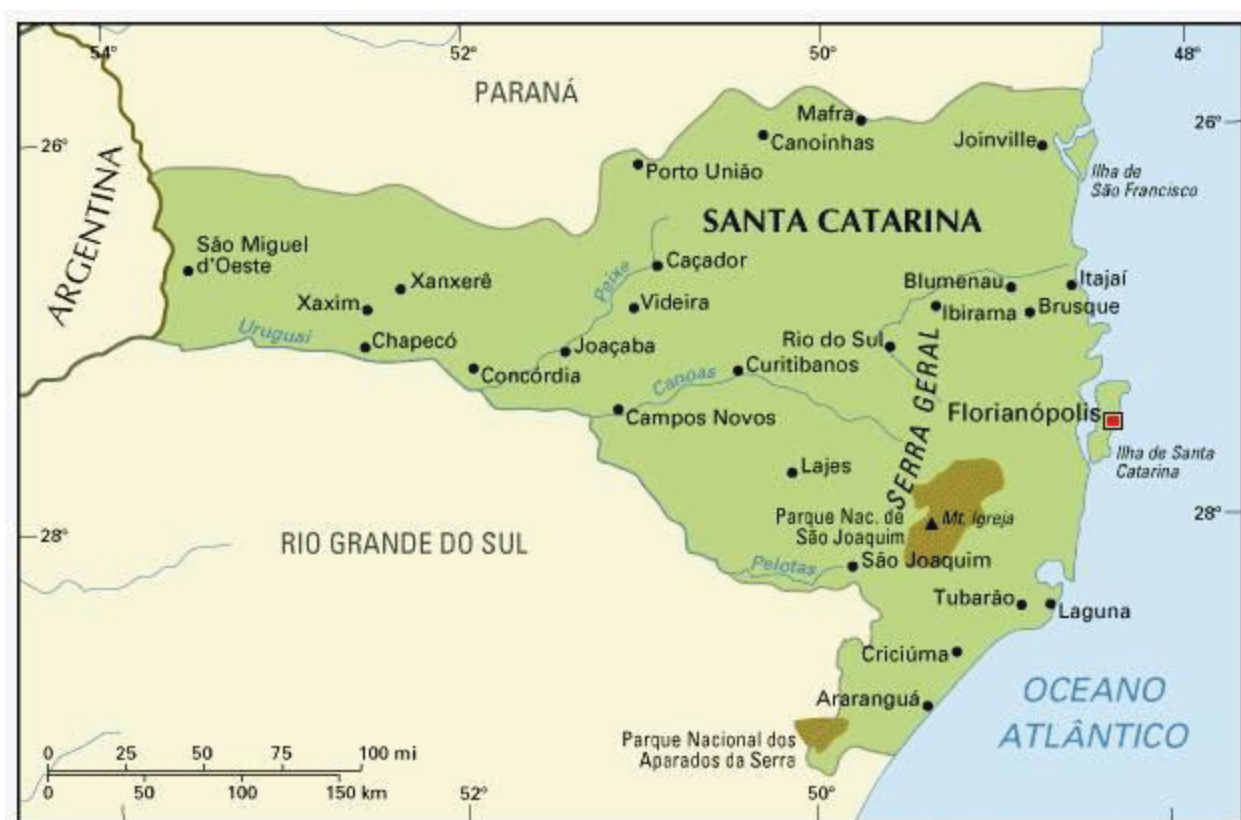 54°
52°
50°
48°
PARANÁ
Mafra
Canoinhas
Joinville
26°
26°
Porto União
Ilha de
São Francisco
ARGENTINA
SANTA CATARINA
São Miguel
d'Oeste
Caçador
Peixe
Xanxerê
Xaxim
Videira
Blumenau
Itajaí
Ibirama
Brusque
Uruguai
Chapecó
Joaçaba
Rio do Sul
Concórdia
Canoas
Curitibanos
SERRA GERAL
Campos Novos
Florianópolis
Ilha de Santa
Catarina
Lajes
28°
28°
Parque Nac. de
São Joaquim
Mt. Igreja
RIO GRANDE DO SUL
Pelotas
São Joaquim
Tubarão
Laguna
Criciúma
Araranguá
OCEANO
ATLÂNTICO
Parque Nacional dos
Aparados da Serra
0 25 50 75 100 mi
0 50 100 150 km
52°
50°